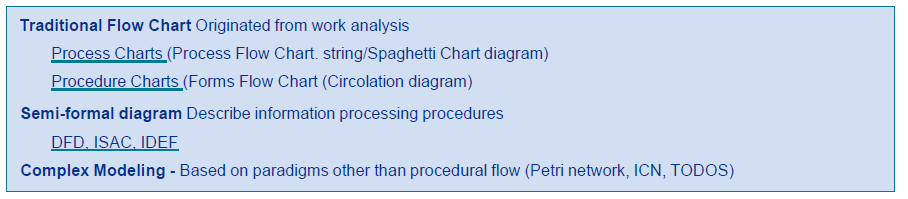 Traditional Flow Chart Originated from work analysis
Process Charts (Process Flow Chart. string/Spaghetti Chart diagram)
Procedure Charts (Forms Flow Chart (Circolation diagram)
Semi-formal diagram Describe information processing procedures
DFD, ISAC, IDEF
Complex Modeling - Based on paradigms other than procedural flow (Petri network, ICN, TODOS)